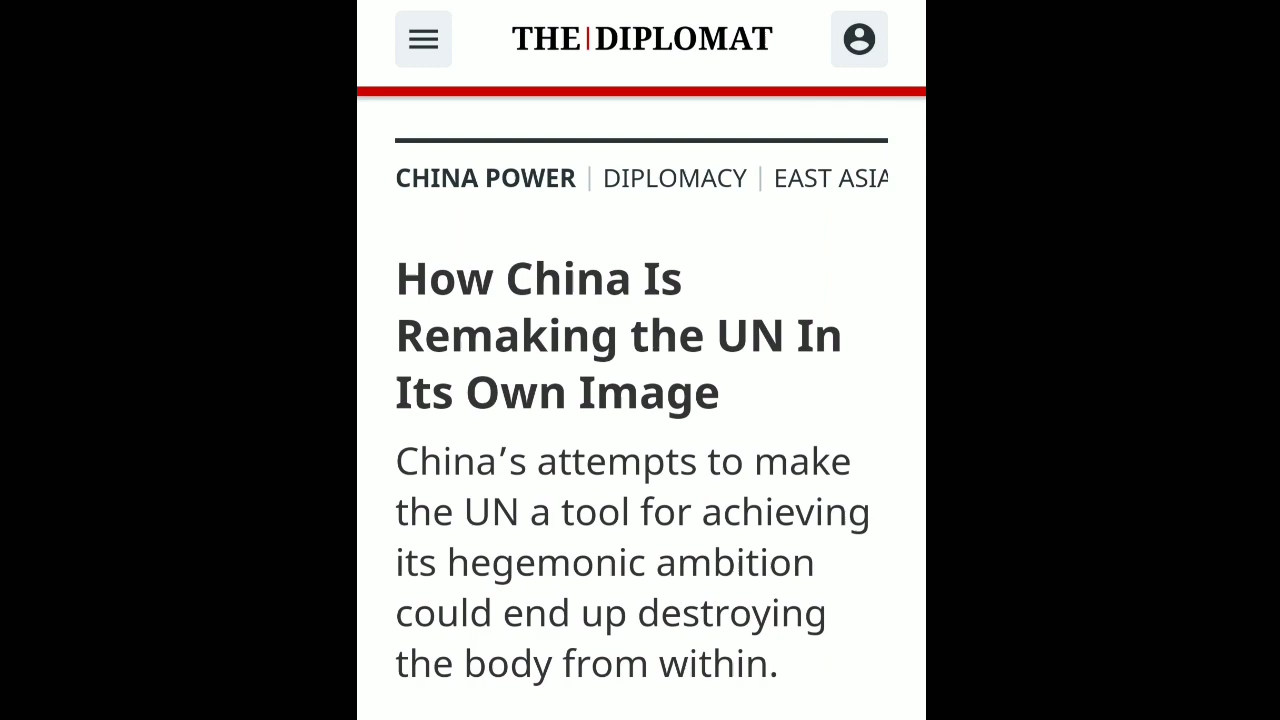 THE|DIPLOMAT
CHINA POWER | DIPLOMACY | EAST ASIA
How China Is
Remaking the UN In
Its Own Image
China’s attempts to make
the UN a tool for achieving
its hegemonic ambition
could end up destroying
the body from within.